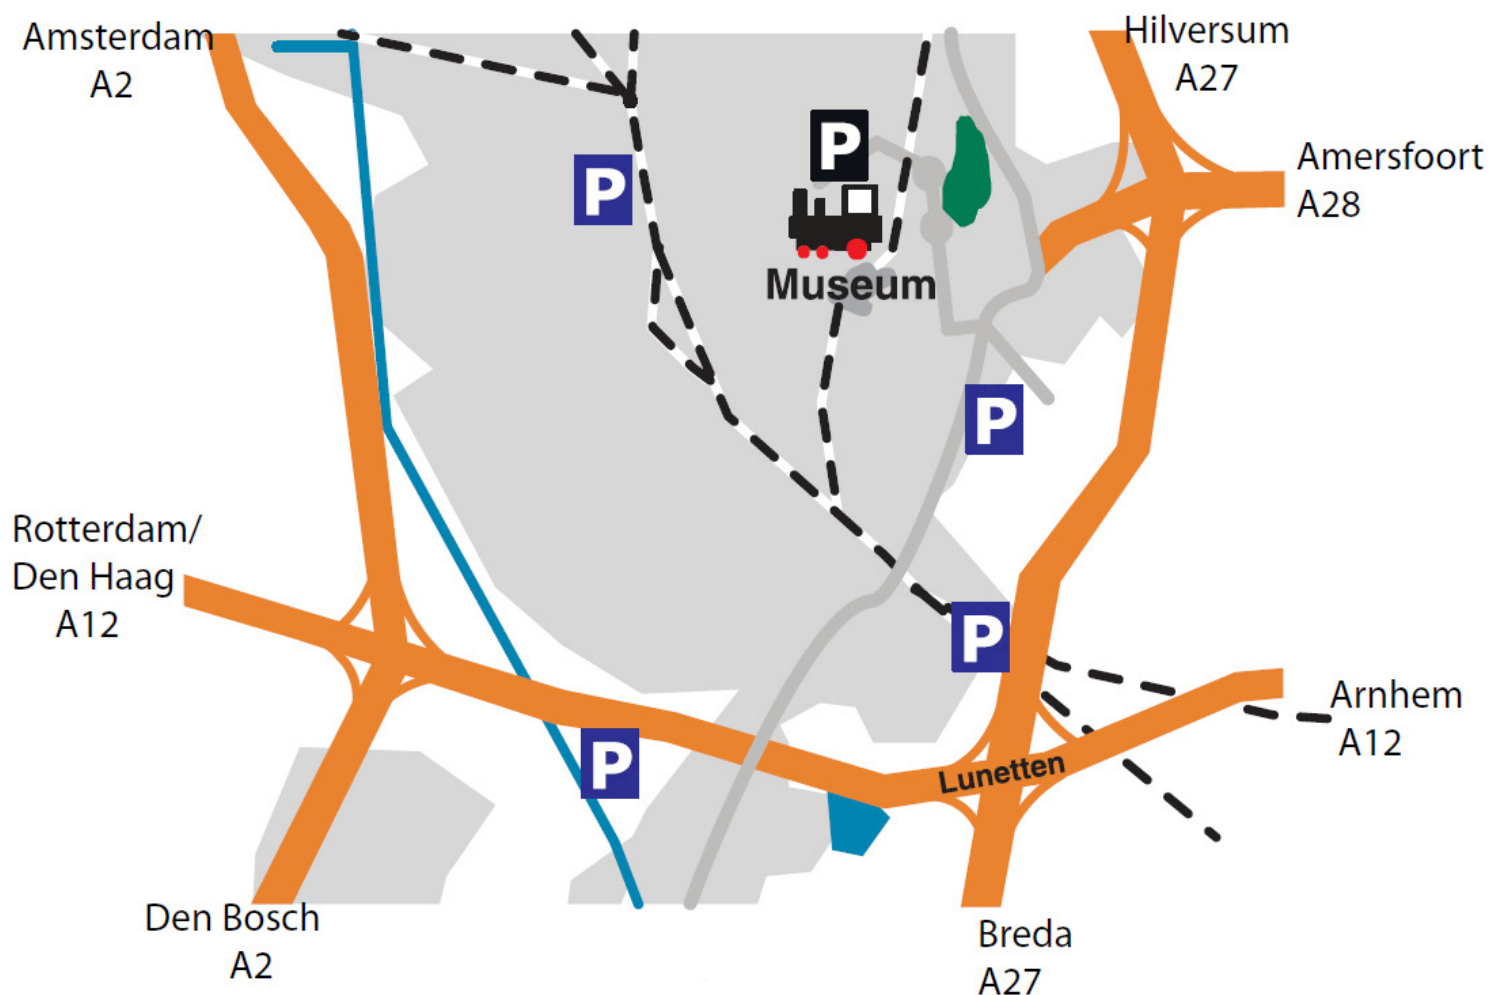 Amsterdam
A2
Hilversum
A27
Amersfoort
A28
P
P
Museum
P
Rotterdam/
Den Haag
A12
P
Arnhem
A12
P
Lunetten
Den Bosch
A2
Breda
A27